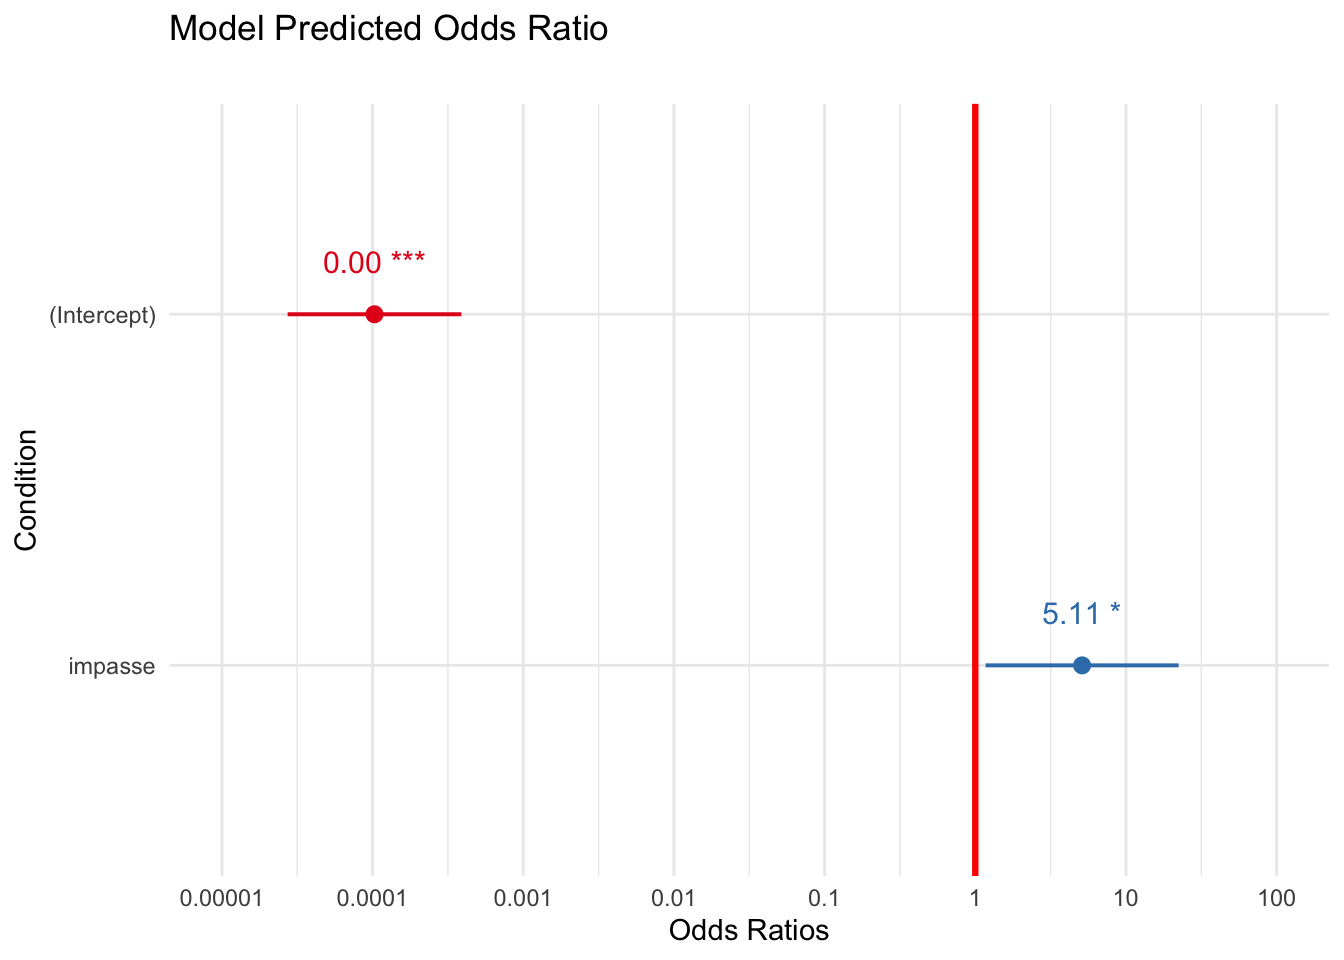 Model Predicted Odds Ratio
0.00 ***
(Intercept)
Condition
5.11 *
impasse
0.00001 0.0001 0.001 0.01 0.1 1 10 100
Odds Ratios